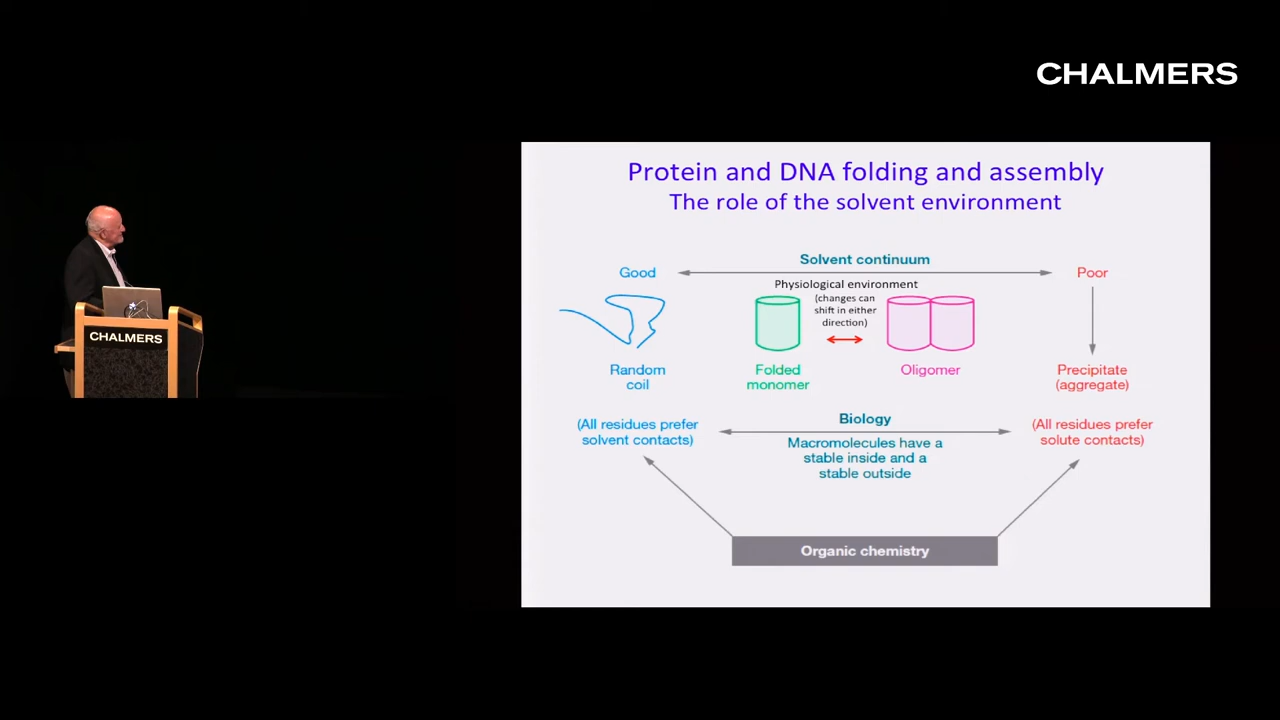 CHALMERS
Protein and DNA folding and assembly
The role of the solvent environment
Solvent continuum
Good
Poor
Physiological environment
(changes can
shift in either
direction)
Random
coil
Folded
monomer
Oligomer
Precipitate
(aggregate)
(All residues prefer
solvent contacts)
Biology
Macromolecules have a
stable inside and a
stable outside
(All residues prefer
solute contacts)
Organic chemistry
CHALMERS